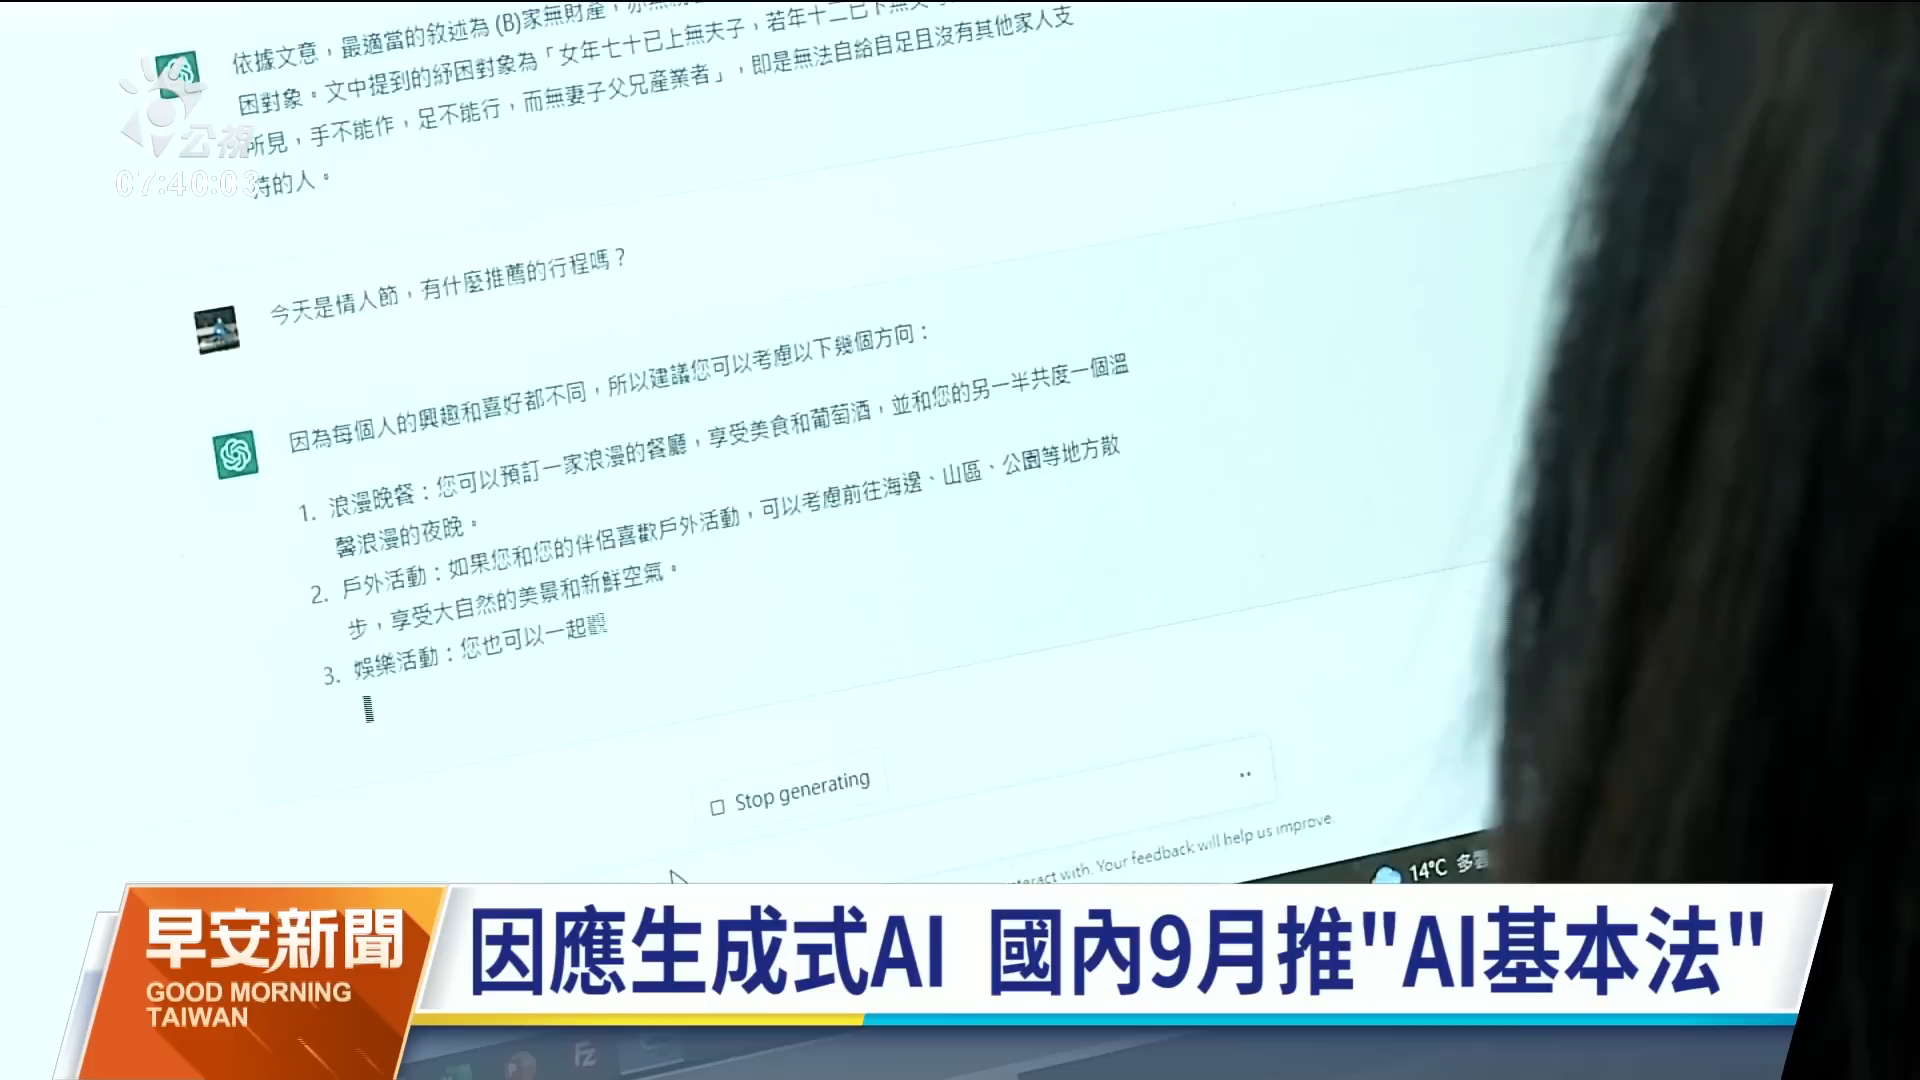 依據文意，最適當的敘述為 (B)家無財產，
困對象。文中提到的紓困對象為「女年七十已上無夫子，若年十二已下無父
所見，手不能作，足不能行，而無妻子父兄產業者」，即是無法自給自足且沒有其他家人支
持的人。
公視
07:40:03
今天是情人節，有什麼推薦的行程嗎？
因為每個人的興趣和喜好都不同，所以建議您可以考慮以下幾個方向：
1. 浪漫晚餐：您可以預訂一家浪漫的餐廳，享受美食和葡萄酒，並和您的另一半共度一個溫
馨浪漫的夜晚。
2. 戶外活動：如果您和您的伴侶喜歡戶外活動，可以考慮前往海邊、山區、公園等地方散
步，享受大自然的美景和新鮮空氣。
3. 娛樂活動：您也可以一起觀
Stop generating
interact with. Your feedback will help us improve.
14°C 多雲
早安新聞
GOOD MORNING
TAIWAN
因應生成式AI 國內9月推"AI基本法"